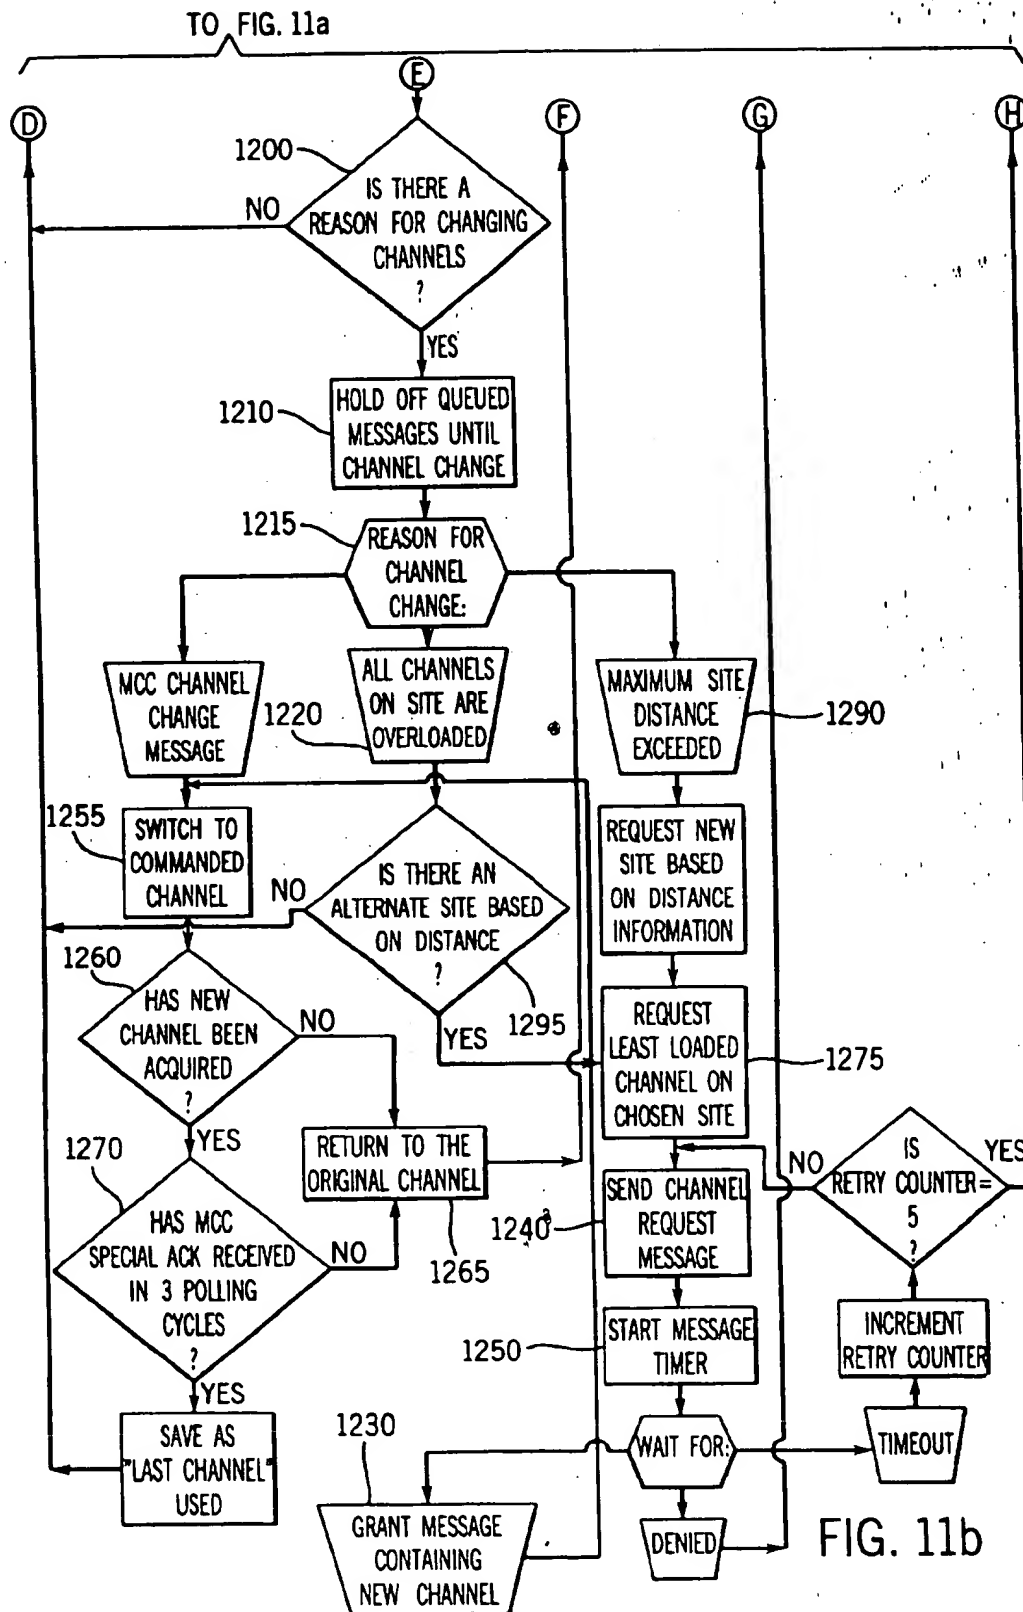 TO FIG. 11a
E
D
F
G
H
1200
IS THERE A
REASON FOR CHANGING
CHANNELS
?
NO
YES
1210
HOLD OFF QUEUED
MESSAGES UNTIL
CHANNEL CHANGE
1215
REASON FOR
CHANNEL
CHANGE:
MCC CHANNEL
CHANGE
MESSAGE
1220
ALL CHANNELS
ON SITE ARE
OVERLOADED
MAXIMUM SITE
DISTANCE
EXCEEDED
1290
1255
SWITCH TO
COMMANDED
CHANNEL
NO
IS THERE AN
ALTERNATE SITE BASED
ON DISTANCE
?
1295
YES
REQUEST NEW
SITE BASED
ON DISTANCE
INFORMATION
1260
HAS NEW
CHANNEL BEEN
ACQUIRED
?
NO
YES
REQUEST
LEAST LOADED
CHANNEL ON
CHOSEN SITE
1275
1270
HAS MCC
SPECIAL ACK RECEIVED
IN 3 POLLING
CYCLES
?
NO
YES
RETURN TO THE
ORIGINAL CHANNEL
1265
1240
SEND CHANNEL
REQUEST
MESSAGE
NO
IS
RETRY COUNTER =
5
?
YES
1250
START MESSAGE
TIMER
INCREMENT
RETRY COUNTER
SAVE AS
"LAST CHANNEL"
USED
1230
WAIT FOR:
TIMEOUT
GRANT MESSAGE
CONTAINING
NEW CHANNEL
DENIED
FIG. 11b